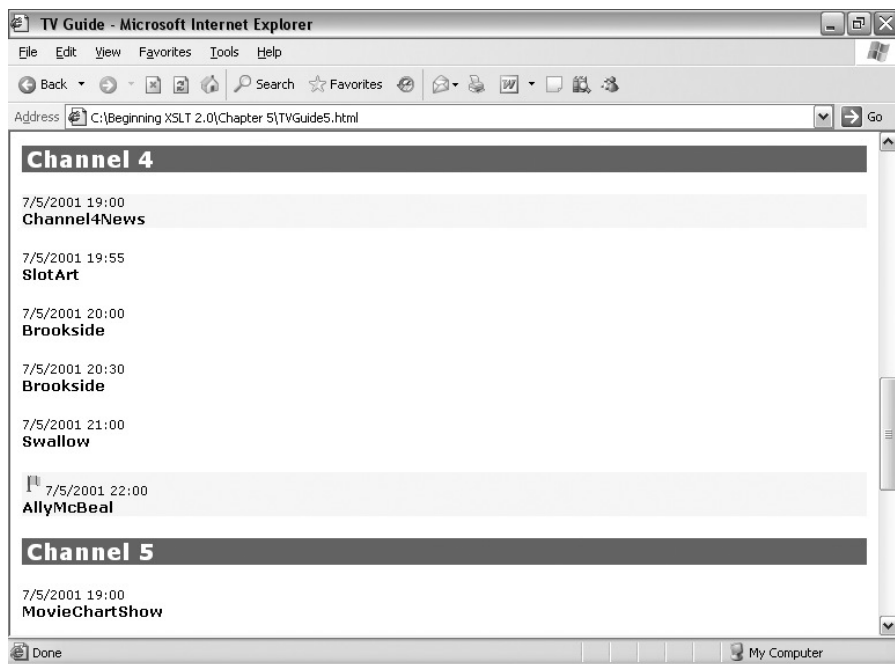 TV Guide - Microsoft Internet Explorer
File Edit View Favorites Tools Help
Back Search Favorites W
Address C:\Beginning XSLT 2.0\Chapter 5\TVGuide5.html Go
Channel 4
7/5/2001 19:00
Channel4News
7/5/2001 19:55
SlotArt
7/5/2001 20:00
Brookside
7/5/2001 20:30
Brookside
7/5/2001 21:00
Swallow
7/5/2001 22:00
AllyMcBeal
Channel 5
7/5/2001 19:00
MovieChartShow
Done My Computer